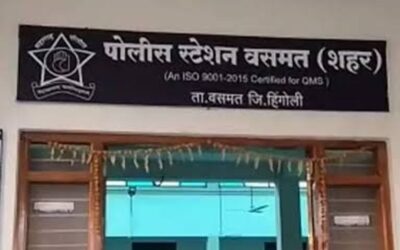 पोलीस स्टेशन वसमत (शहर)
(An ISO 9001-2015 Certified for QMS)
ता.वसमत जि.हिंगोली